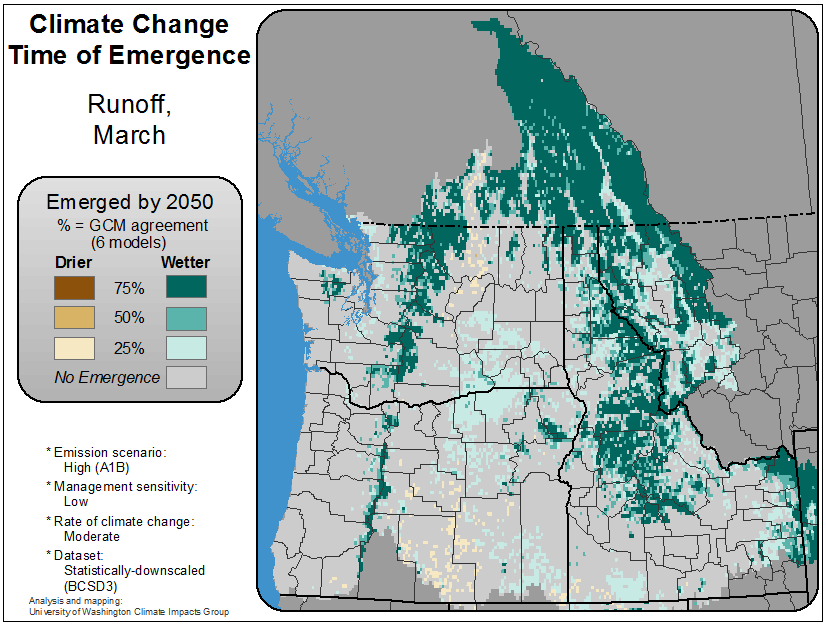 Climate Change
Time of Emergence
Runoff,
March
Emerged by 2050
% = GCM agreement
(6 models)
Drier Wetter
75%
50%
25%
No Emergence
* Emission scenario:
High (A1B)
* Management sensitivity:
Low
* Rate of climate change:
Moderate
* Dataset:
Statistically-downscaled
(BCSD3)
Analysis and mapping:
University of Washington Climate Impacts Group